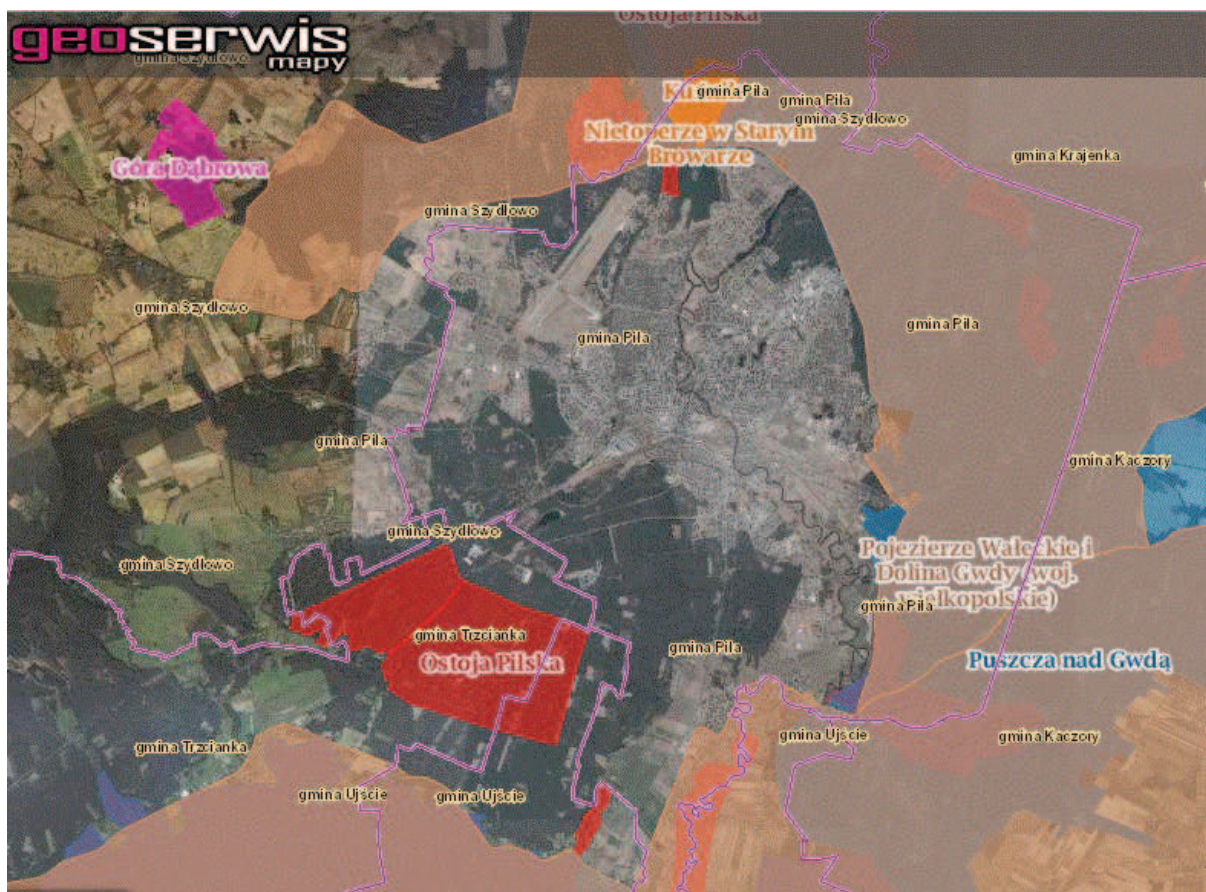 Ostoja Pilska
geoserwis
mapy
gmina Szydłowo
Kuźnik
gmina Piła
gmina Piła
gmina Szydłowo
Nietoperze w Starym
Browarze
gmina Krajenka
Góra Dąbrowa
gmina Szydłowo
gmina Szydłowo
gmina Piła
gmina Piła
gmina Piła
gmina Kaczory
gmina Szydłowo
gmina Szydłowo
Pojezierze Wałeckie i
Dolina Gwdy (woj.
wielkopolskie)
gmina Piła
gmina Trzcianka
Ostoja Pilska
gmina Piła
Puszcza nad Gwdą
gmina Trzcianka
gmina Ujście
gmina Kaczory
gmina Ujście
gmina Ujście